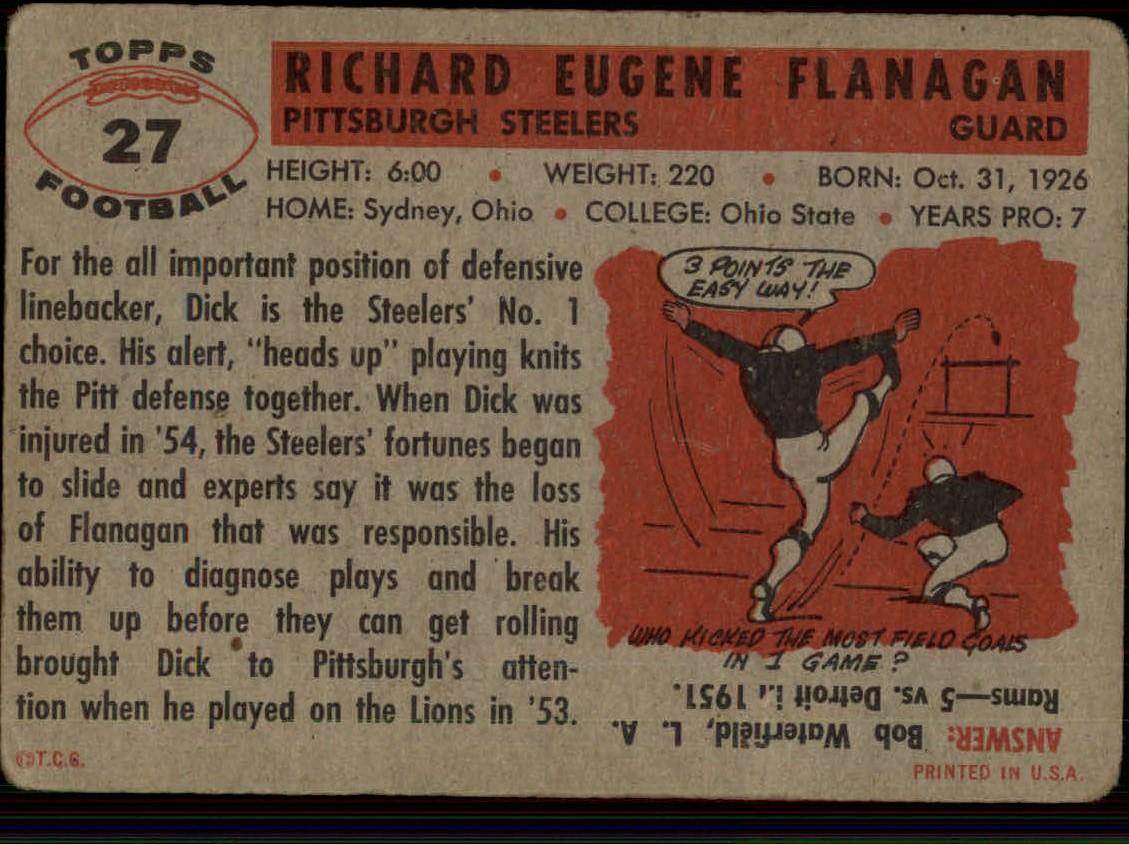 TOPPS
27
FOOTBALL
RICHARD EUGENE FLANAGAN
PITTSBURGH STEELERS GUARD
HEIGHT: 6:00 • WEIGHT: 220 • BORN: Oct. 31, 1926
HOME: Sydney, Ohio • COLLEGE: Ohio State • YEARS PRO: 7
For the all important position of defensive
linebacker, Dick is the Steelers' No. 1
choice. His alert, "heads up" playing knits
the Pitt defense together. When Dick was
injured in '54, the Steelers' fortunes began
to slide and experts say it was the loss
of Flanagan that was responsible. His
ability to diagnose plays and break
them up before they can get rolling
brought Dick to Pittsburgh's atten-
tion when he played on the Lions in '53.
3 POINTS THE
EASY WAY!
WHO KICKED THE MOST FIELD GOALS
IN 1 GAME?
ANSWER: Bob Waterfield, L. A.
Rams—5 vs. Detroit in 1951.
©T.C.G.
PRINTED IN U.S.A.